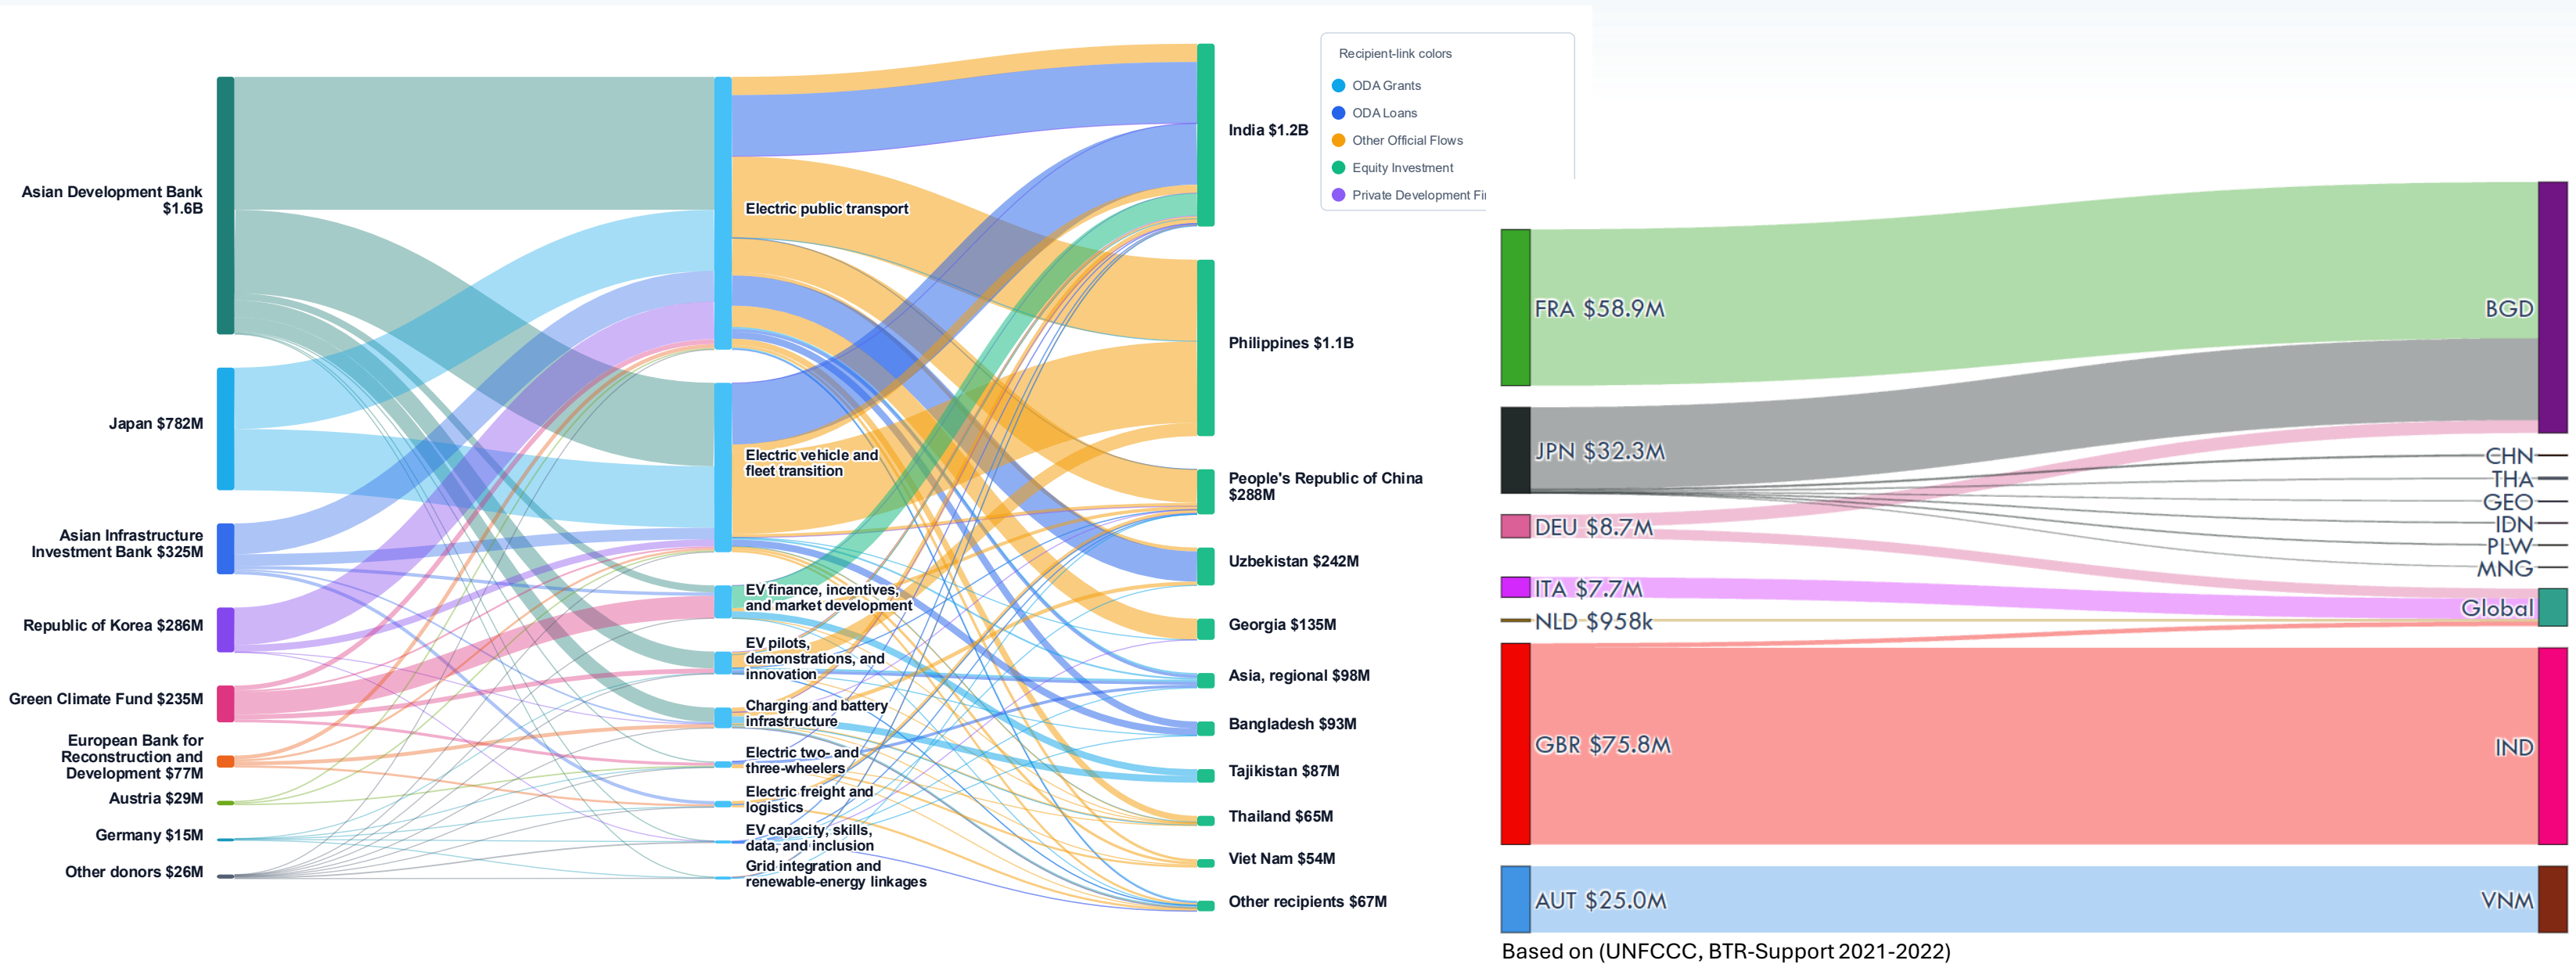 Asian Development Bank
$1.6B
Japan $782M
Asian Infrastructure
Investment Bank $325M
Republic of Korea $286M
Green Climate Fund $235M
European Bank for
Reconstruction and
Development $77M
Austria $29M
Germany $15M
Other donors $26M
Electric public transport
Electric vehicle and
fleet transition
EV finance, incentives,
and market development
EV pilots,
demonstrations, and
innovation
Charging and battery
infrastructure
Electric two- and
three-wheelers
Electric freight and
logistics
EV capacity, skills,
data, and inclusion
Grid integration and
renewable-energy linkages
India $1.2B
Philippines $1.1B
People's Republic of China
$288M
Uzbekistan $242M
Georgia $135M
Asia, regional $98M
Bangladesh $93M
Tajikistan $87M
Thailand $65M
Viet Nam $54M
Other recipients $67M
Recipient-link colors
ODA Grants
ODA Loans
Other Official Flows
Equity Investment
Private Development Fi
FRA $58.9M
JPN $32.3M
DEU $8.7M
ITA $7.7M
NLD $958k
GBR $75.8M
AUT $25.0M
BGD
CHN
THA
GEO
IDN
PLW
MNG
Global
IND
VNM
Based on (UNFCCC, BTR-Support 2021-2022)